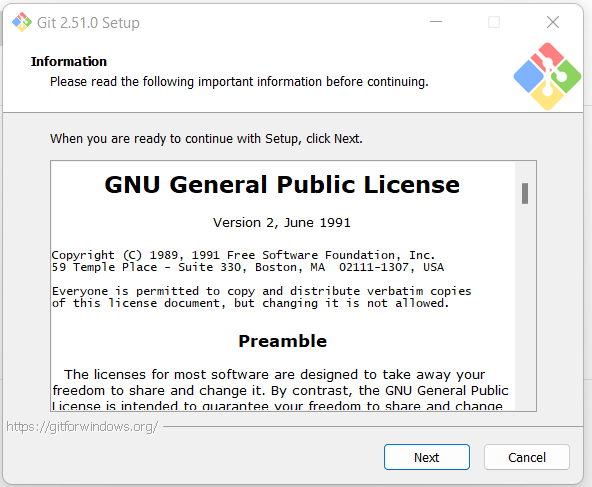 Git 2.51.0 Setup
Information
Please read the following important information before continuing.
When you are ready to continue with Setup, click Next.
GNU General Public License
Version 2, June 1991
Copyright (C) 1989, 1991 Free Software Foundation, Inc.
59 Temple Place - Suite 330, Boston, MA  02111-1307, USA
Everyone is permitted to copy and distribute verbatim copies
of this license document, but changing it is not allowed.
Preamble
The licenses for most software are designed to take away your
freedom to share and change it. By contrast, the GNU General Public
License is intended to guarantee your freedom to share and change
https://gitforwindows.org/
Next
Cancel